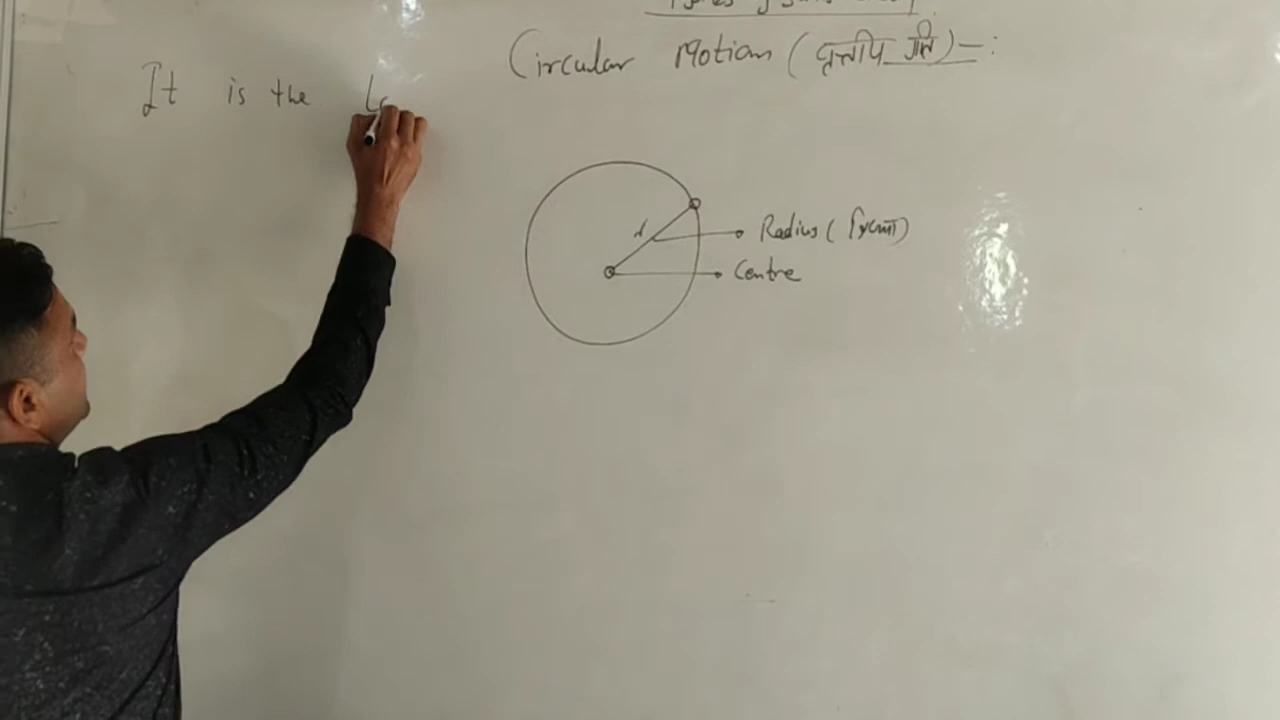 Circular Motion (वृत्तीय गति) - :
It is the
r
Radius (त्रिज्या)
Centre